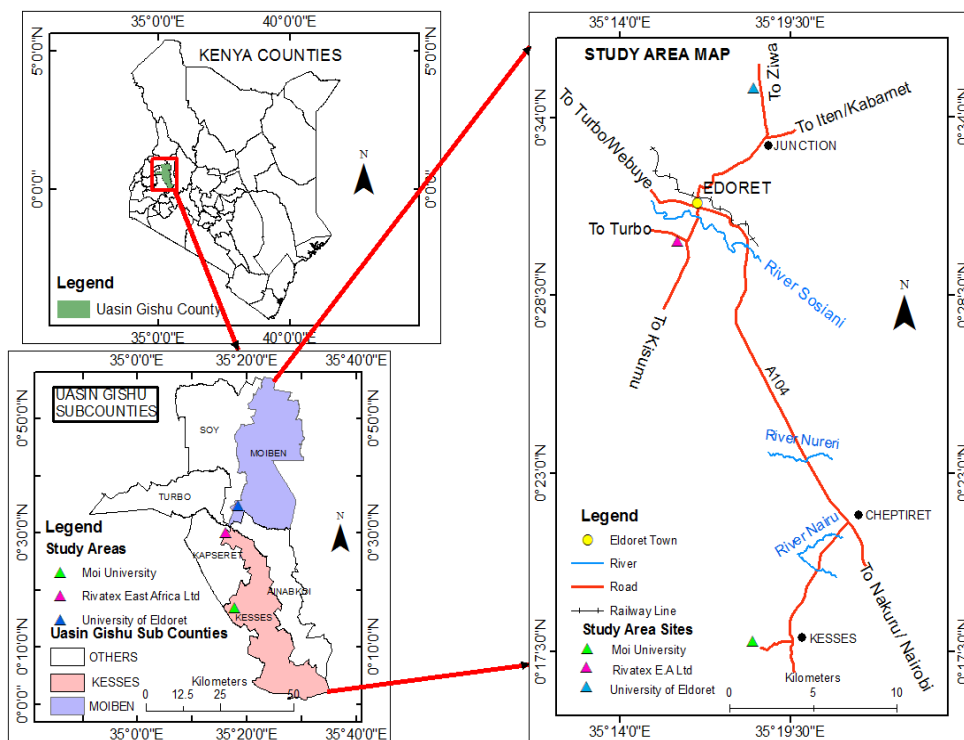 35°0'0"E 40°0'0"E
KENYA COUNTIES
5°0'0"N
5°0'0"N
0°0'0"
0°0'0"
N
Legend
Uasin Gishu County
35°0'0"E 40°0'0"E
35°0'0"E 35°20'0"E 35°40'0"E
UASIN GISHU
SUBCOUNTIES
0°50'0"N
0°50'0"N
SOY
MOIBEN
TURBO
N
0°30'0"N
0°30'0"N
KAPSERET
AINABKOI
KESSES
Legend
Study Areas
Moi University
Rivatex East Africa Ltd
University of Eldoret
Uasin Gishu Sub Counties
OTHERS
KESSES
MOIBEN
0°10'0"N
0°10'0"N
Kilometers
0 12.5 25 50
0°0'0"
0°0'0"
35°0'0"E 35°20'0"E 35°40'0"E
35°14'0"E 35°19'30"E
STUDY AREA MAP
To Ziwa
To Iten/Kabarnet
JUNCTION
0°34'0"N
0°34'0"N
To Turbo/Webuye
EDORET
To Turbo
River Sosiani
To Kisumu
N
0°28'30"N
0°28'30"N
A104
River Nureri
0°23'0"N
0°23'0"N
CHEPTIRET
River Nairu
To Nakuru/ Nairobi
KESSES
0°17'30"N
0°17'30"N
Legend
Eldoret Town
River
Road
Railway Line
Study Area Sites
Moi University
Rivatex E.A Ltd
University of Eldoret
Kilometers
0 5 10
35°14'0"E 35°19'30"E